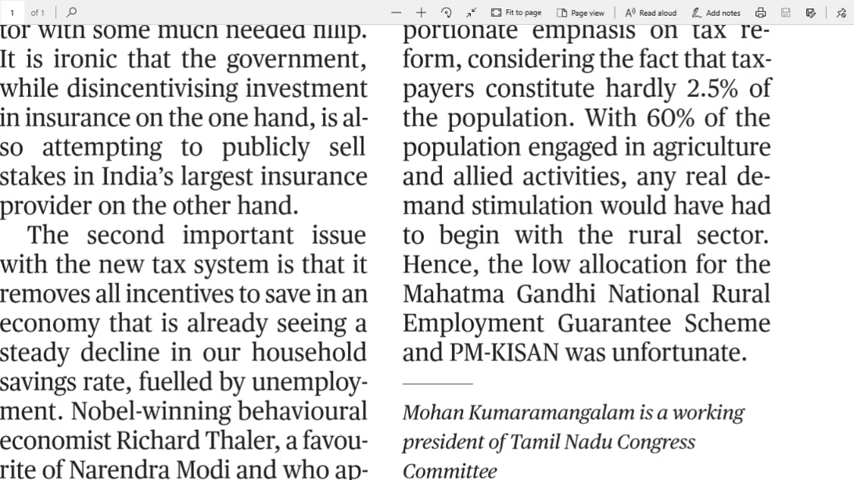 1 of 1
Fit to page
Page view
Read aloud
Add notes
tor with some much needed fillip.
It is ironic that the government,
while disincentivising investment
in insurance on the one hand, is al-
so attempting to publicly sell
stakes in India's largest insurance
provider on the other hand.
The second important issue
with the new tax system is that it
removes all incentives to save in an
economy that is already seeing a
steady decline in our household
savings rate, fuelled by unemploy-
ment. Nobel-winning behavioural
economist Richard Thaler, a favou-
rite of Narendra Modi and who ap-
portionate emphasis on tax re-
form, considering the fact that tax-
payers constitute hardly 2.5% of
the population. With 60% of the
population engaged in agriculture
and allied activities, any real de-
mand stimulation would have had
to begin with the rural sector.
Hence, the low allocation for the
Mahatma Gandhi National Rural
Employment Guarantee Scheme
and PM-KISAN was unfortunate.
Mohan Kumaramangalam is a working
president of Tamil Nadu Congress
Committee